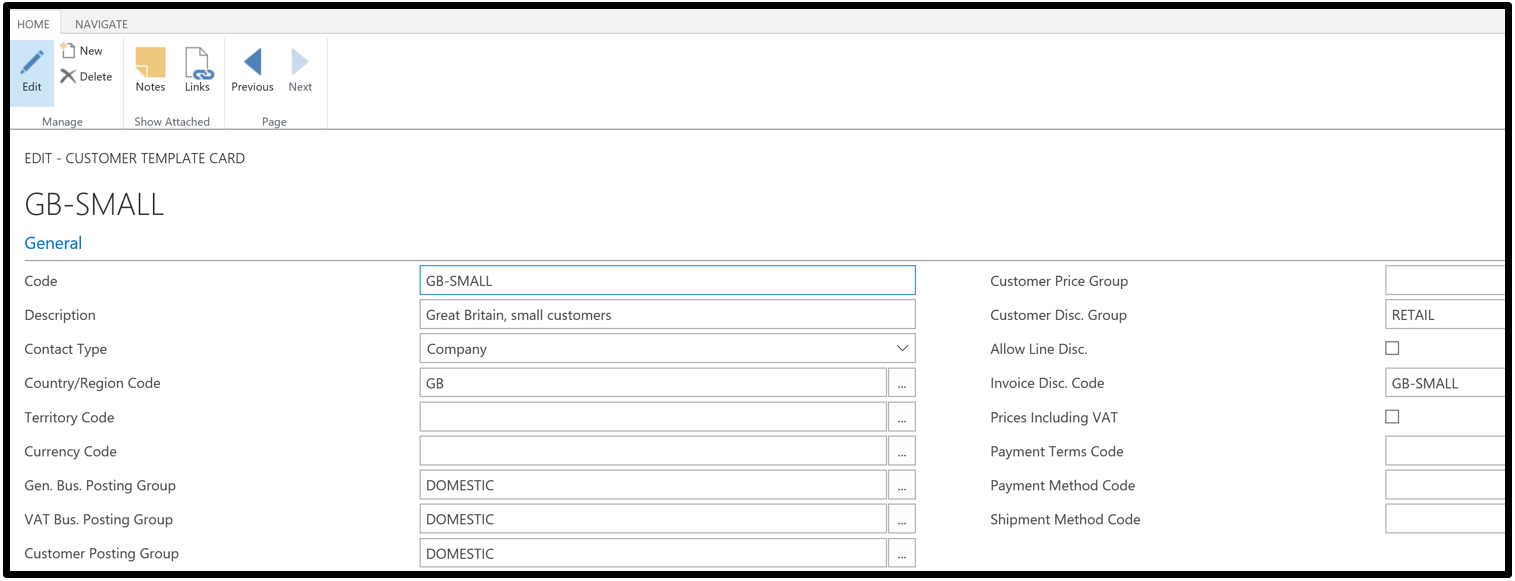 HOME NAVIGATE
Edit
New
Delete
Manage
Notes Links
Show Attached
Previous Next
Page
EDIT - CUSTOMER TEMPLATE CARD
GB-SMALL
General
Code GB-SMALL
Description Great Britain, small customers
Contact Type Company
Country/Region Code GB ...
Territory Code ...
Currency Code ...
Gen. Bus. Posting Group DOMESTIC ...
VAT Bus. Posting Group DOMESTIC ...
Customer Posting Group DOMESTIC ...
Customer Price Group
Customer Disc. Group RETAIL
Allow Line Disc.
Invoice Disc. Code GB-SMALL
Prices Including VAT
Payment Terms Code
Payment Method Code
Shipment Method Code